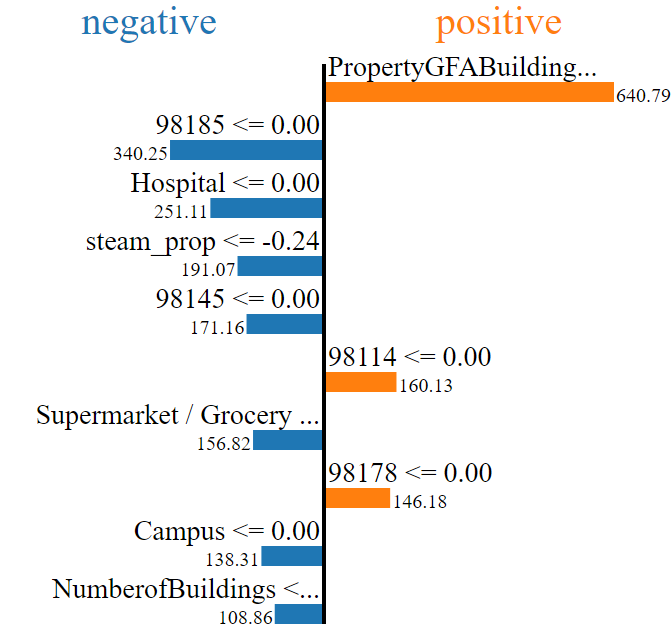 negative positive
PropertyGFABuilding...
640.79
98185 <= 0.00
340.25
Hospital <= 0.00
251.11
steam_prop <= -0.24
191.07
98145 <= 0.00
171.16
98114 <= 0.00
160.13
Supermarket / Grocery ...
156.82
98178 <= 0.00
146.18
Campus <= 0.00
138.31
NumberofBuildings <...
108.86